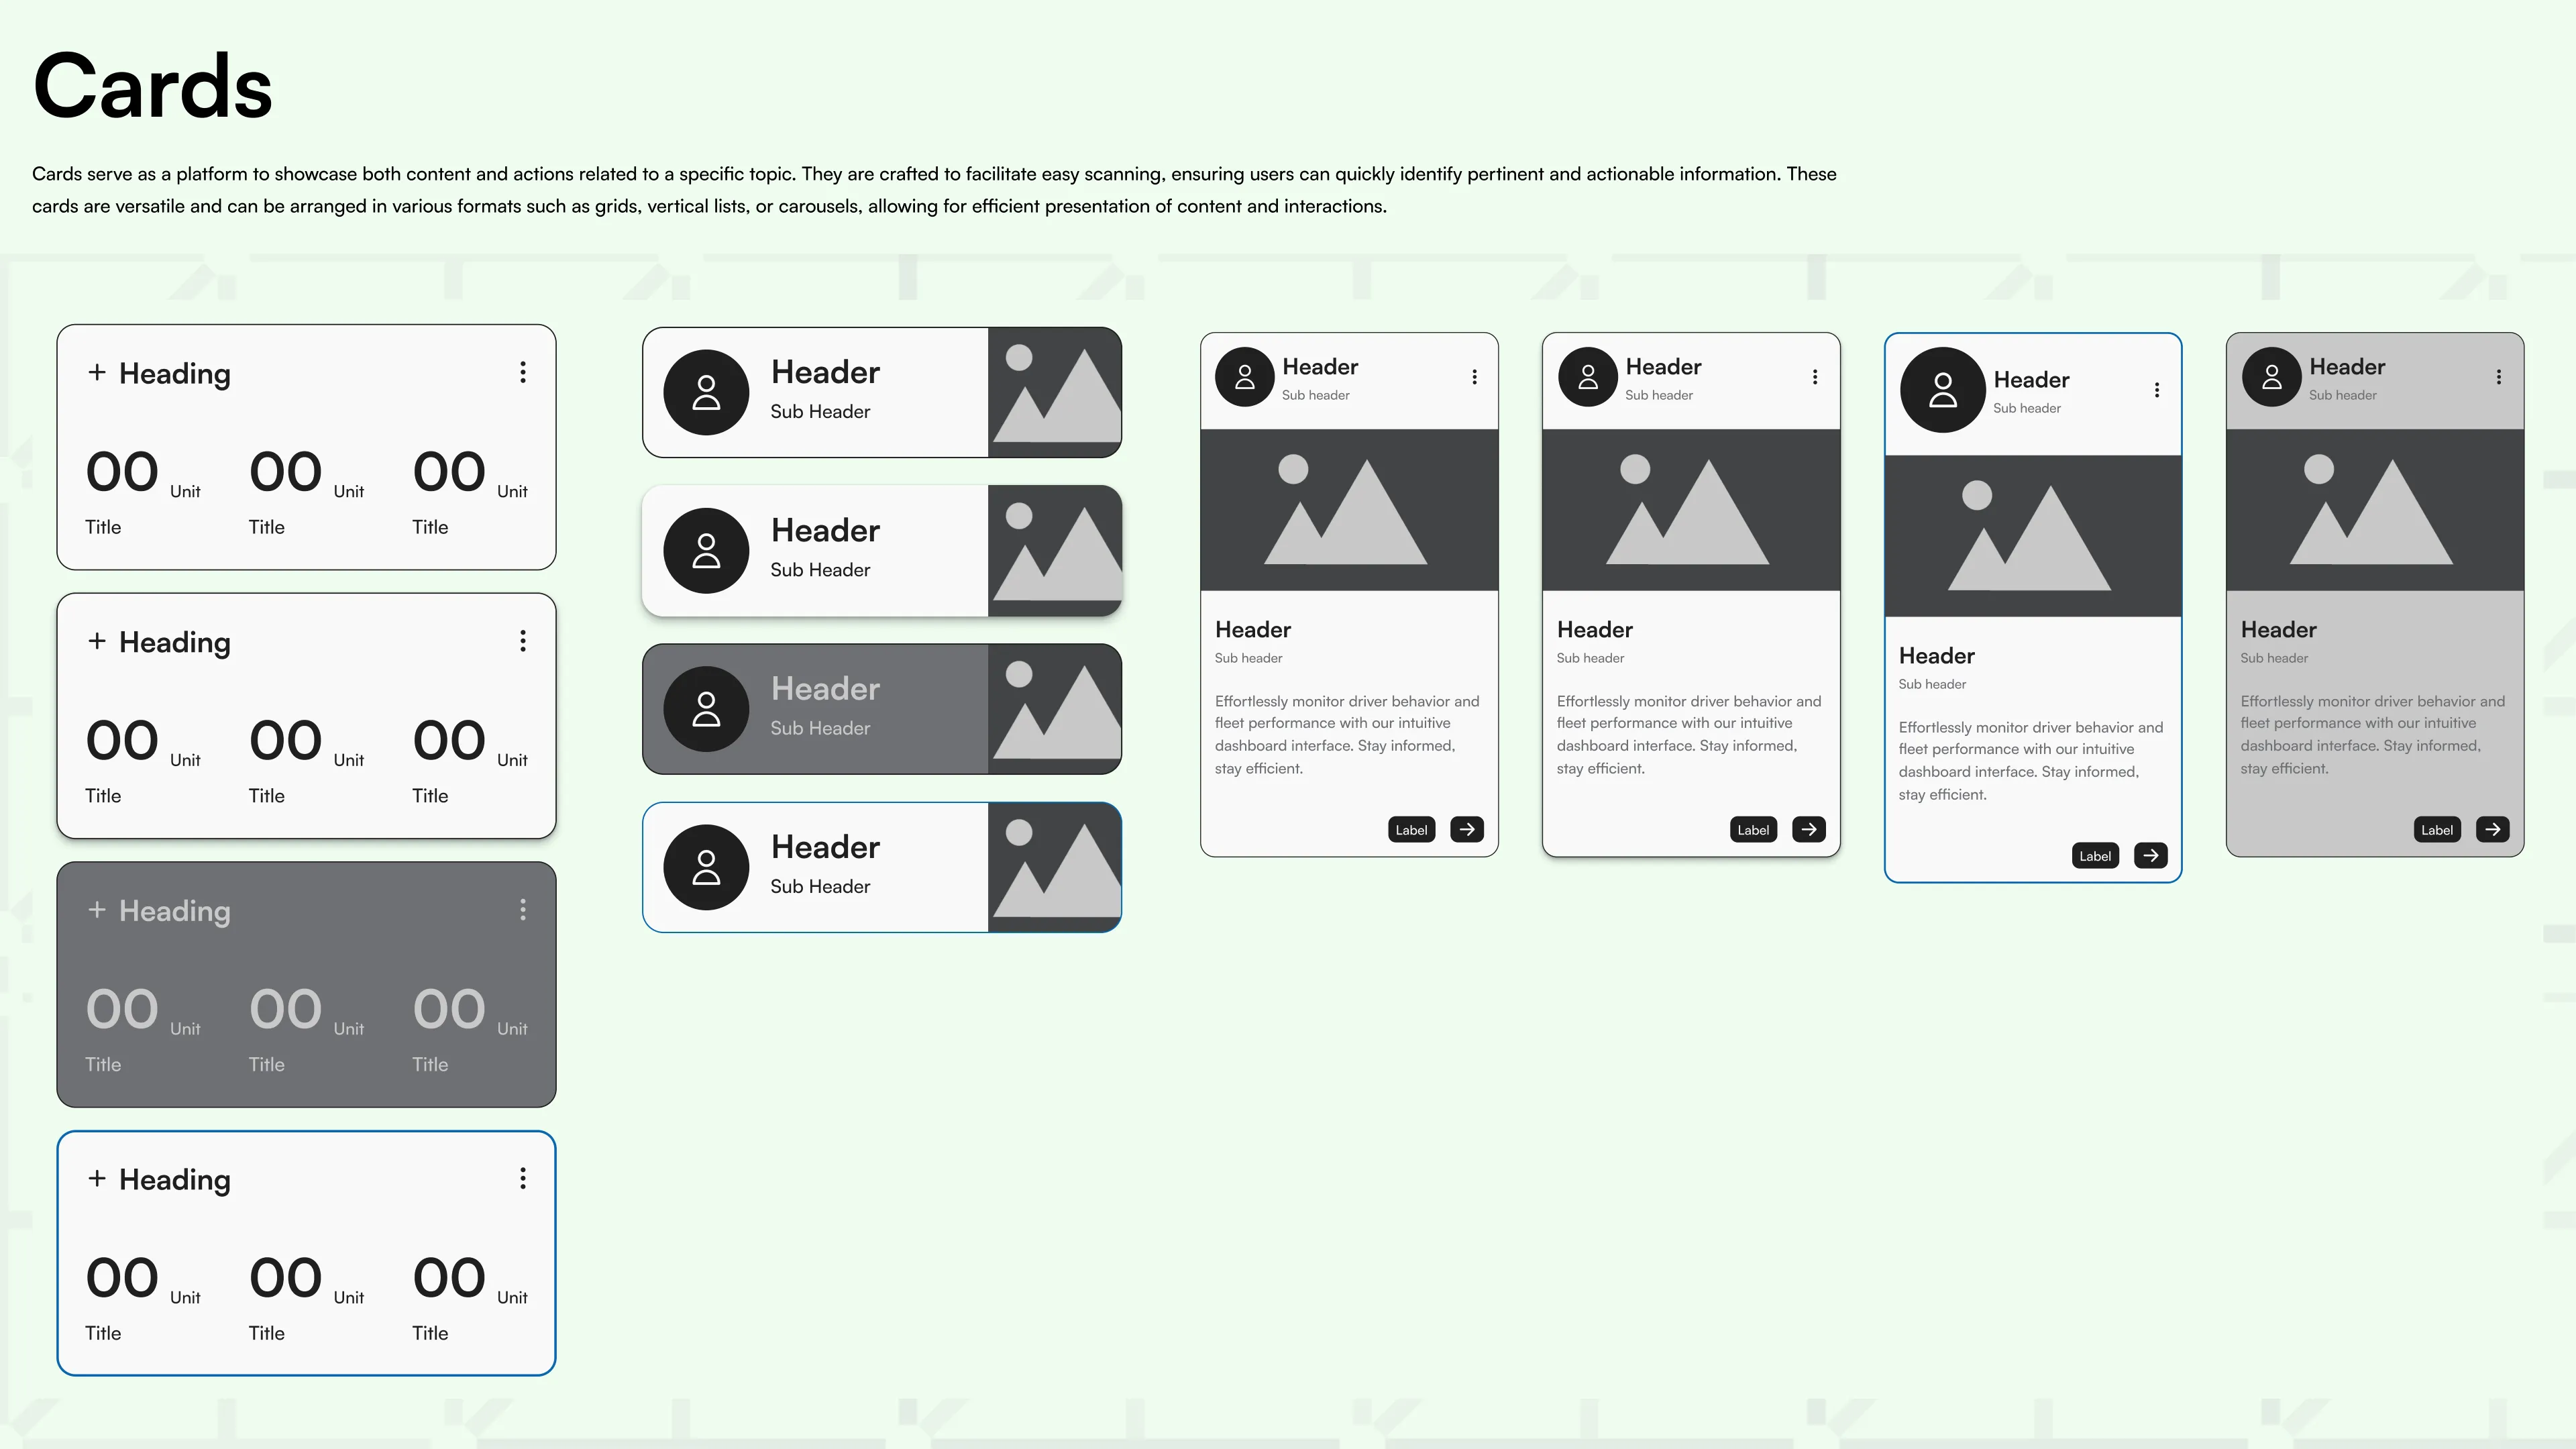 Cards
Cards serve as a platform to showcase both content and actions related to a specific topic. They are crafted to facilitate easy scanning, ensuring users can quickly identify pertinent and actionable information. These
cards are versatile and can be arranged in various formats such as grids, vertical lists, or carousels, allowing for efficient presentation of content and interactions.
+ Heading
00 Unit 00 Unit 00 Unit
Title Title Title
+ Heading
00 Unit 00 Unit 00 Unit
Title Title Title
+ Heading
00 Unit 00 Unit 00 Unit
Title Title Title
+ Heading
00 Unit 00 Unit 00 Unit
Title Title Title
Header
Sub Header
Header
Sub Header
Header
Sub Header
Header
Sub Header
Header
Sub header
Header
Sub header
Effortlessly monitor driver behavior and
fleet performance with our intuitive
dashboard interface. Stay informed,
stay efficient.
Label
Header
Sub header
Header
Sub header
Effortlessly monitor driver behavior and
fleet performance with our intuitive
dashboard interface. Stay informed,
stay efficient.
Label
Header
Sub header
Header
Sub header
Effortlessly monitor driver behavior and
fleet performance with our intuitive
dashboard interface. Stay informed,
stay efficient.
Label
Header
Sub header
Header
Sub header
Effortlessly monitor driver behavior and
fleet performance with our intuitive
dashboard interface. Stay informed,
stay efficient.
Label